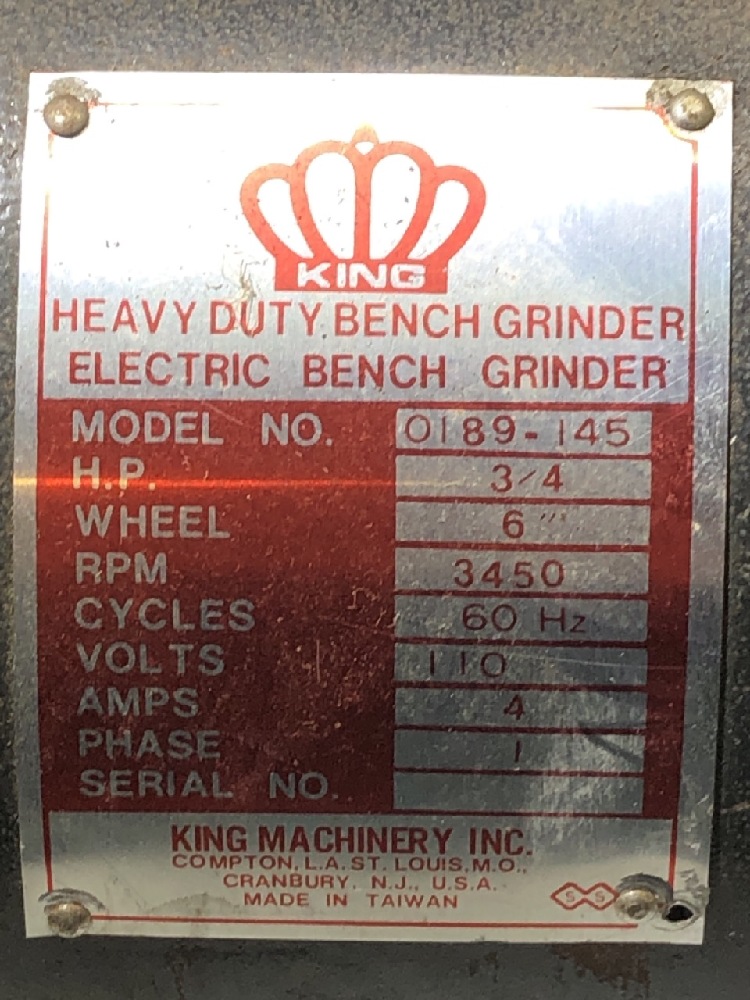 KING
HEAVY DUTY BENCH GRINDER
ELECTRIC BENCH GRINDER
MODEL NO. 0189-145
H.P. 3/4
WHEEL 6"
RPM 3450
CYCLES 60 Hz
VOLTS 110
AMPS 4
PHASE 1
SERIAL NO.
KING MACHINERY INC.
COMPTON, L.A. ST. LOUIS, M.O.,
CRANBURY, N.J., U.S.A.
MADE IN TAIWAN
S S